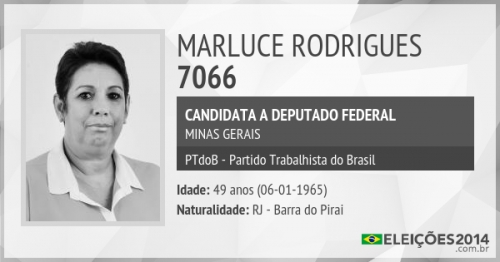 MARLUCE RODRIGUES
7066
CANDIDATA A DEPUTADO FEDERAL
MINAS GERAIS
PTdoB - Partido Trabalhista do Brasil
Idade: 49 anos (06-01-1965)
Naturalidade: RJ - Barra do Pirai
ELEIÇÕES2014
.com.br